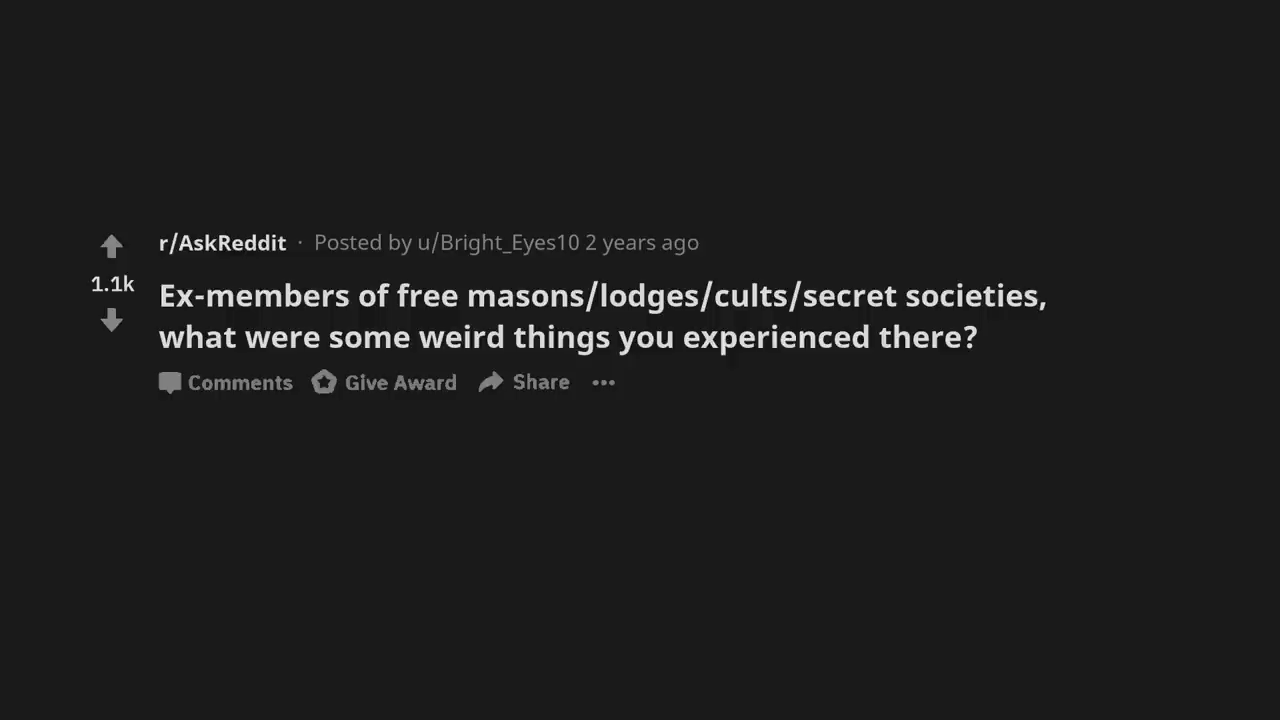 r/AskReddit · Posted by u/Bright_Eyes10 2 years ago
1.1k
Ex-members of free masons/lodges/cults/secret societies,
what were some weird things you experienced there?
Comments Give Award Share ···